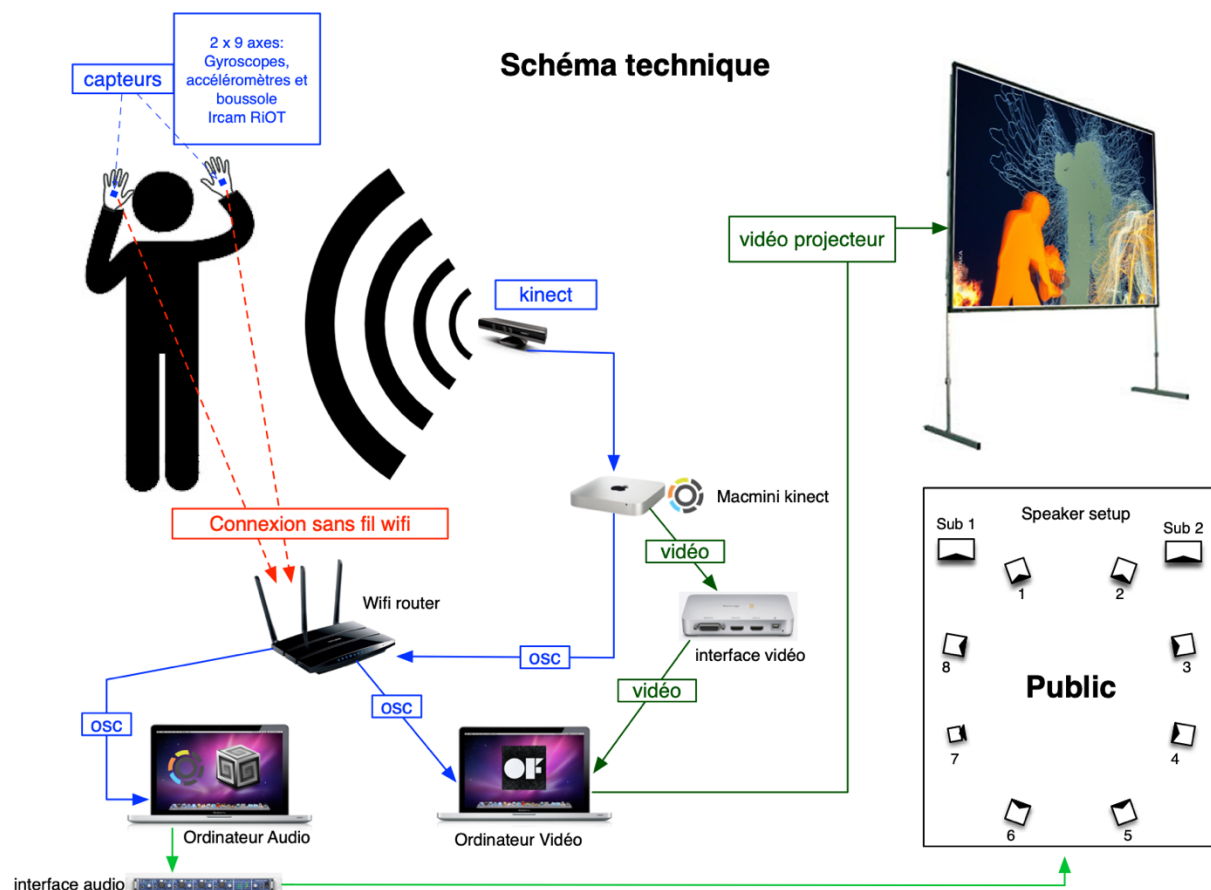 Schéma technique
2 x 9 axes:
Gyroscopes,
accéléromètres et
boussole
Ircam RiOT
capteurs
vidéo projecteur
kinect
Macmini kinect
Connexion sans fil wifi
vidéo
Wifi router
interface vidéo
osc
vidéo
osc
osc
OF
Ordinateur Audio
Ordinateur Vidéo
interface audio
Speaker setup
Sub 1
Sub 2
1
2
8
3
Public
7
4
6
5